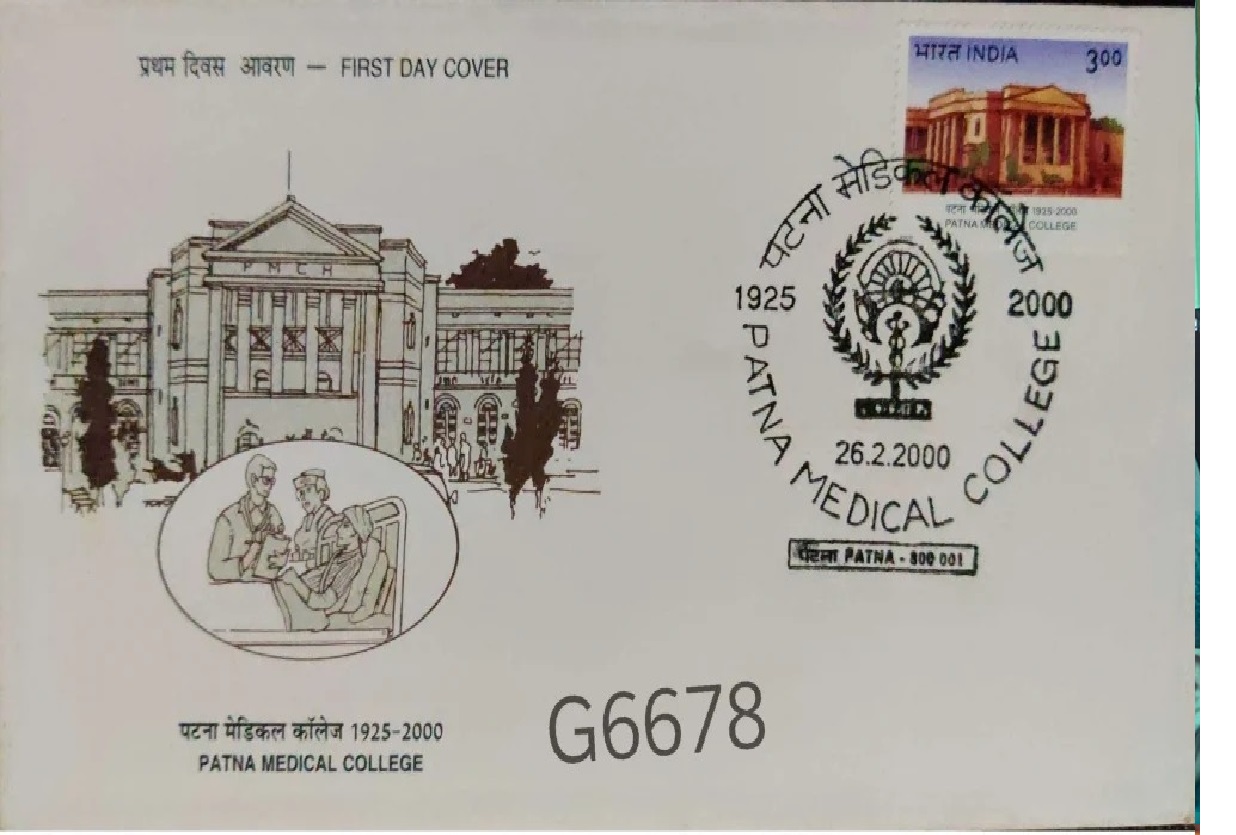 प्रथम दिवस आवरण — FIRST DAY COVER
भारत INDIA 3.00
पटना मेडिकल कॉलेज 1925-2000
PATNA MEDICAL COLLEGE
P M C H
पटना मेडिकल कॉलेज
1925 2000
26.2.2000
PATNA MEDICAL COLLEGE
पटना PATNA - 800 001
पटना मेडिकल कॉलेज 1925-2000
PATNA MEDICAL COLLEGE
G6678